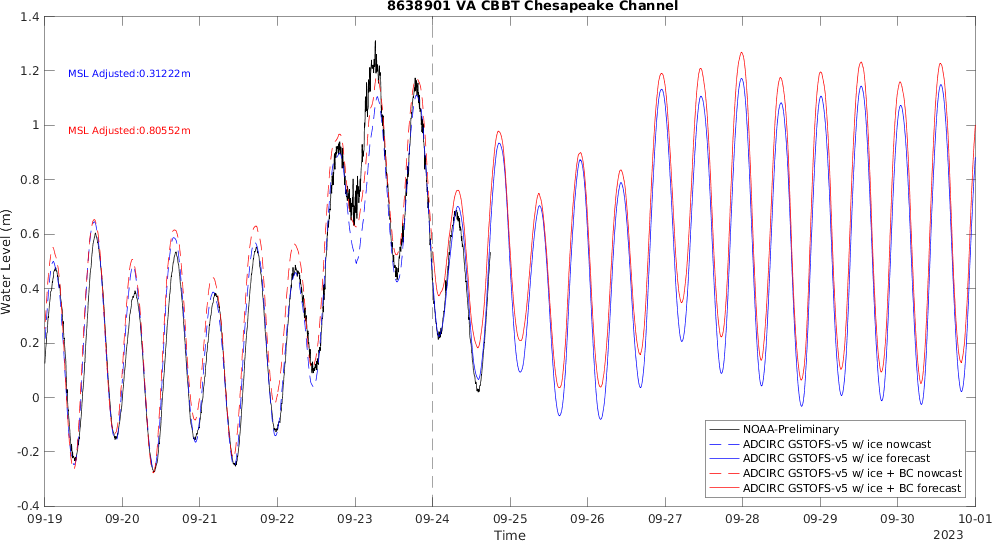 8638901 VA CBBT Chesapeake Channel
1.4
1.2
1
0.8
0.6
0.4
0.2
0
-0.2
-0.4
Water Level (m)
MSL Adjusted:0.31222m
MSL Adjusted:0.80552m
NOAA-Preliminary
ADCIRC GSTOFS-v5 w/ ice nowcast
ADCIRC GSTOFS-v5 w/ ice forecast
ADCIRC GSTOFS-v5 w/ ice + BC nowcast
ADCIRC GSTOFS-v5 w/ ice + BC forecast
09-19 09-20 09-21 09-22 09-23 09-24 09-25 09-26 09-27 09-28 09-29 09-30 10-01
Time
2023